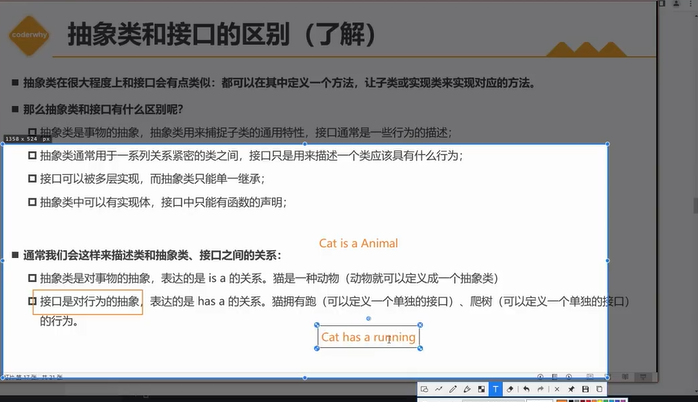 coderwhy
抽象类和接口的区别（了解）
抽象类在很大程度上和接口会有点类似：都可以在其中定义一个方法，让子类或实现类来实现对应的方法。
那么抽象类和接口有什么区别呢？
抽象类是事物的抽象，抽象类用来捕捉子类的通用特性，接口通常是一些行为的描述；
1358 x 524 px
抽象类通常用于一系列关系紧密的类之间，接口只是用来描述一个类应该具有什么行为；
接口可以被多层实现，而抽象类只能单一继承；
抽象类中可以有实现体，接口中只能有函数的声明；
Cat is a Animal
通常我们会这样来描述类和抽象类、接口之间的关系：
抽象类是对事物的抽象，表达的是 is a 的关系。猫是一种动物（动物就可以定义成一个抽象类）
接口是对行为的抽象，表达的是 has a 的关系。猫拥有跑（可以定义一个单独的接口）、爬树（可以定义一个单独的接口）
的行为。
Cat has a running